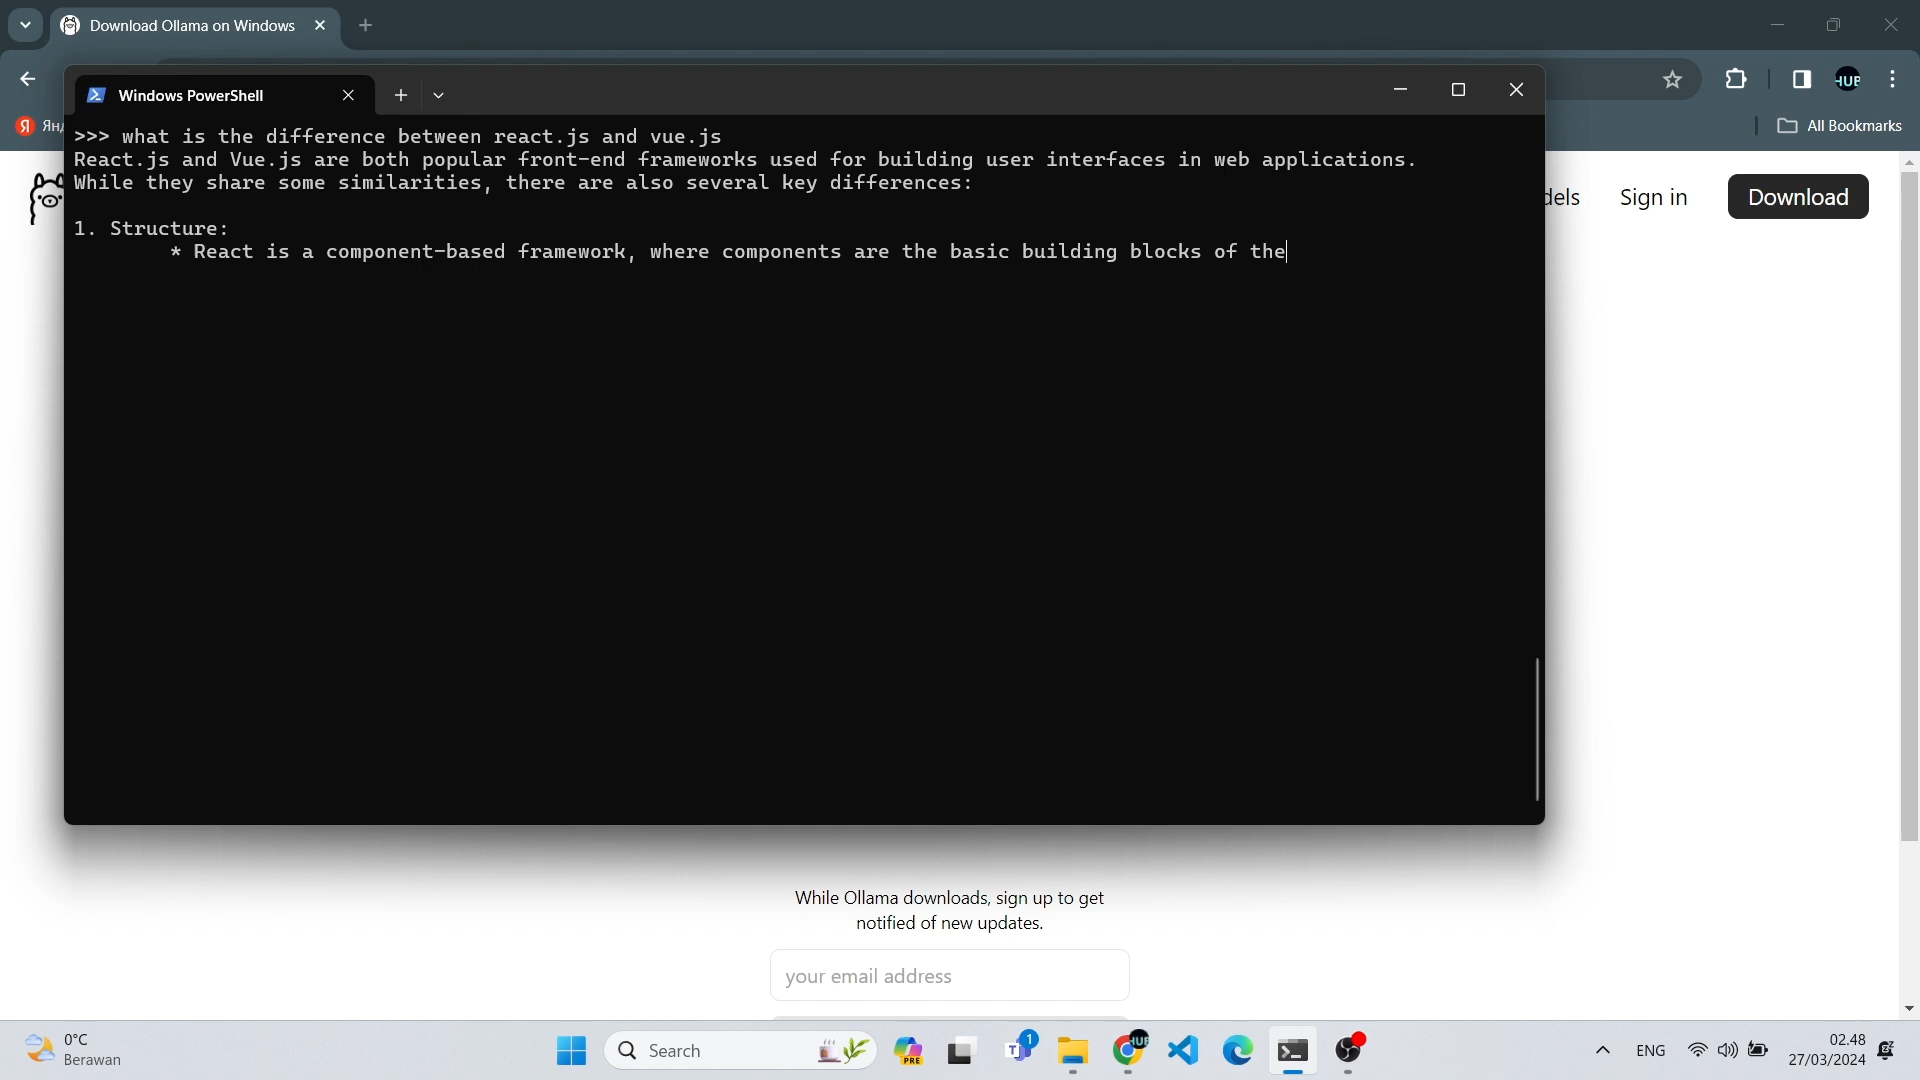 Download Ollama on Windows
Windows PowerShell
All Bookmarks
>>> what is the difference between react.js and vue.js
React.js and Vue.js are both popular front-end frameworks used for building user interfaces in web applications.
While they share some similarities, there are also several key differences:
1. Structure:
* React is a component-based framework, where components are the basic building blocks of the
Sign in
Download
While Ollama downloads, sign up to get
notified of new updates.
your email address
0°C
Berawan
Search
PRE
1
HUB
ENG
02.48
27/03/2024